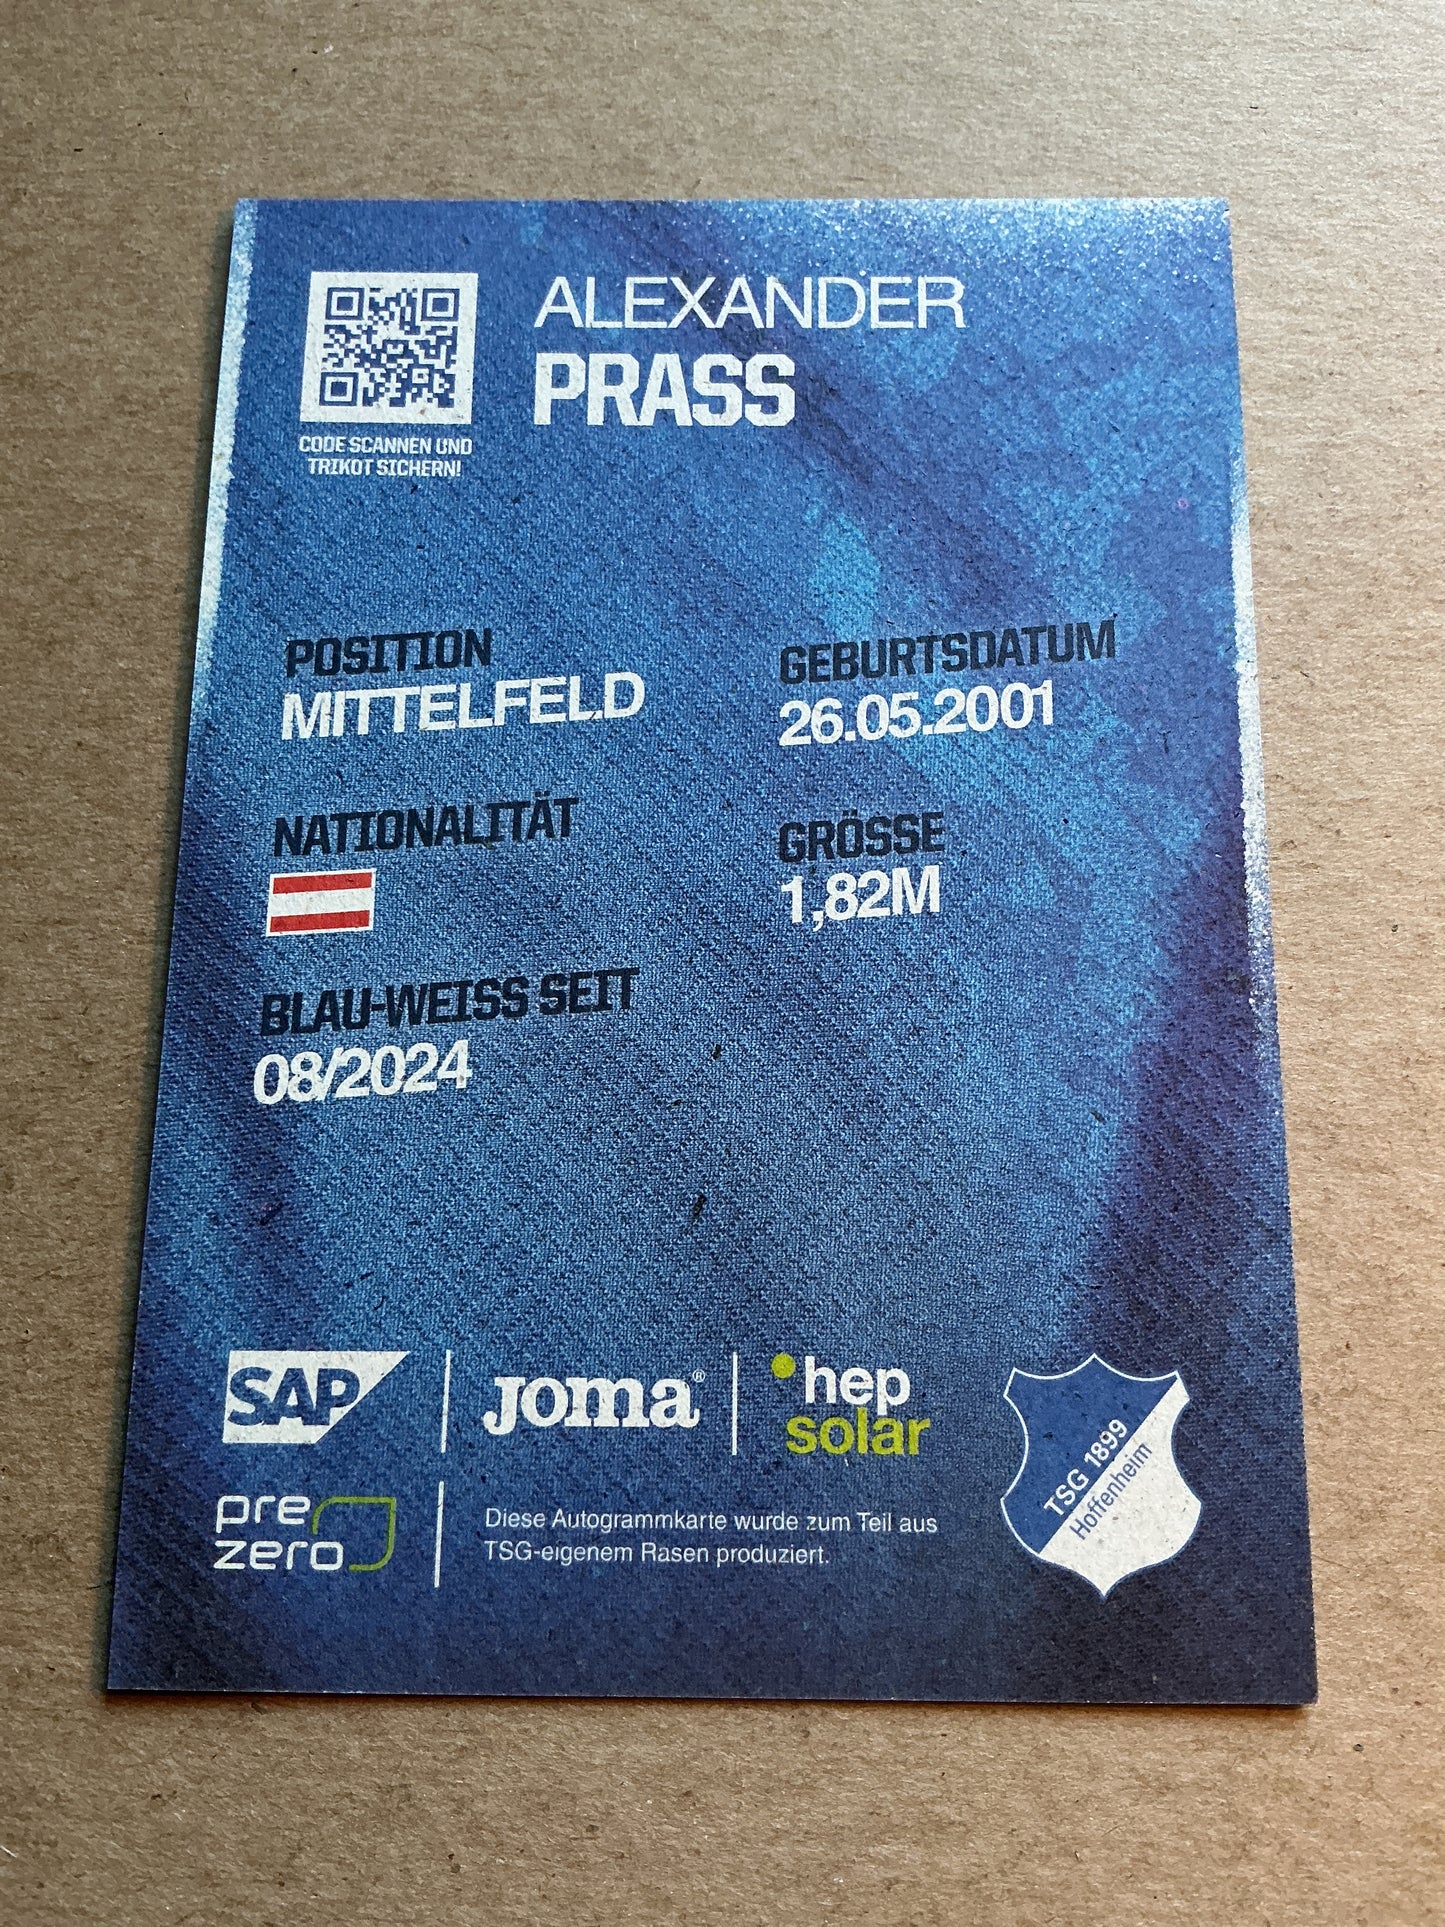 ALEXANDER
PRASS
CODE SCANNEN UND
TRIKOT SICHERN!
POSITION
MITTELFELD
GEBURTSDATUM
26.05.2001
NATIONALITÄT
GRÖSSE
1,82M
BLAU-WEISS SEIT
08/2024
SAP
Joma®
hep
solar
TSG 1899
Hoffenheim
pre
zero
Diese Autogrammkarte wurde zum Teil aus
TSG-eigenem Rasen produziert.